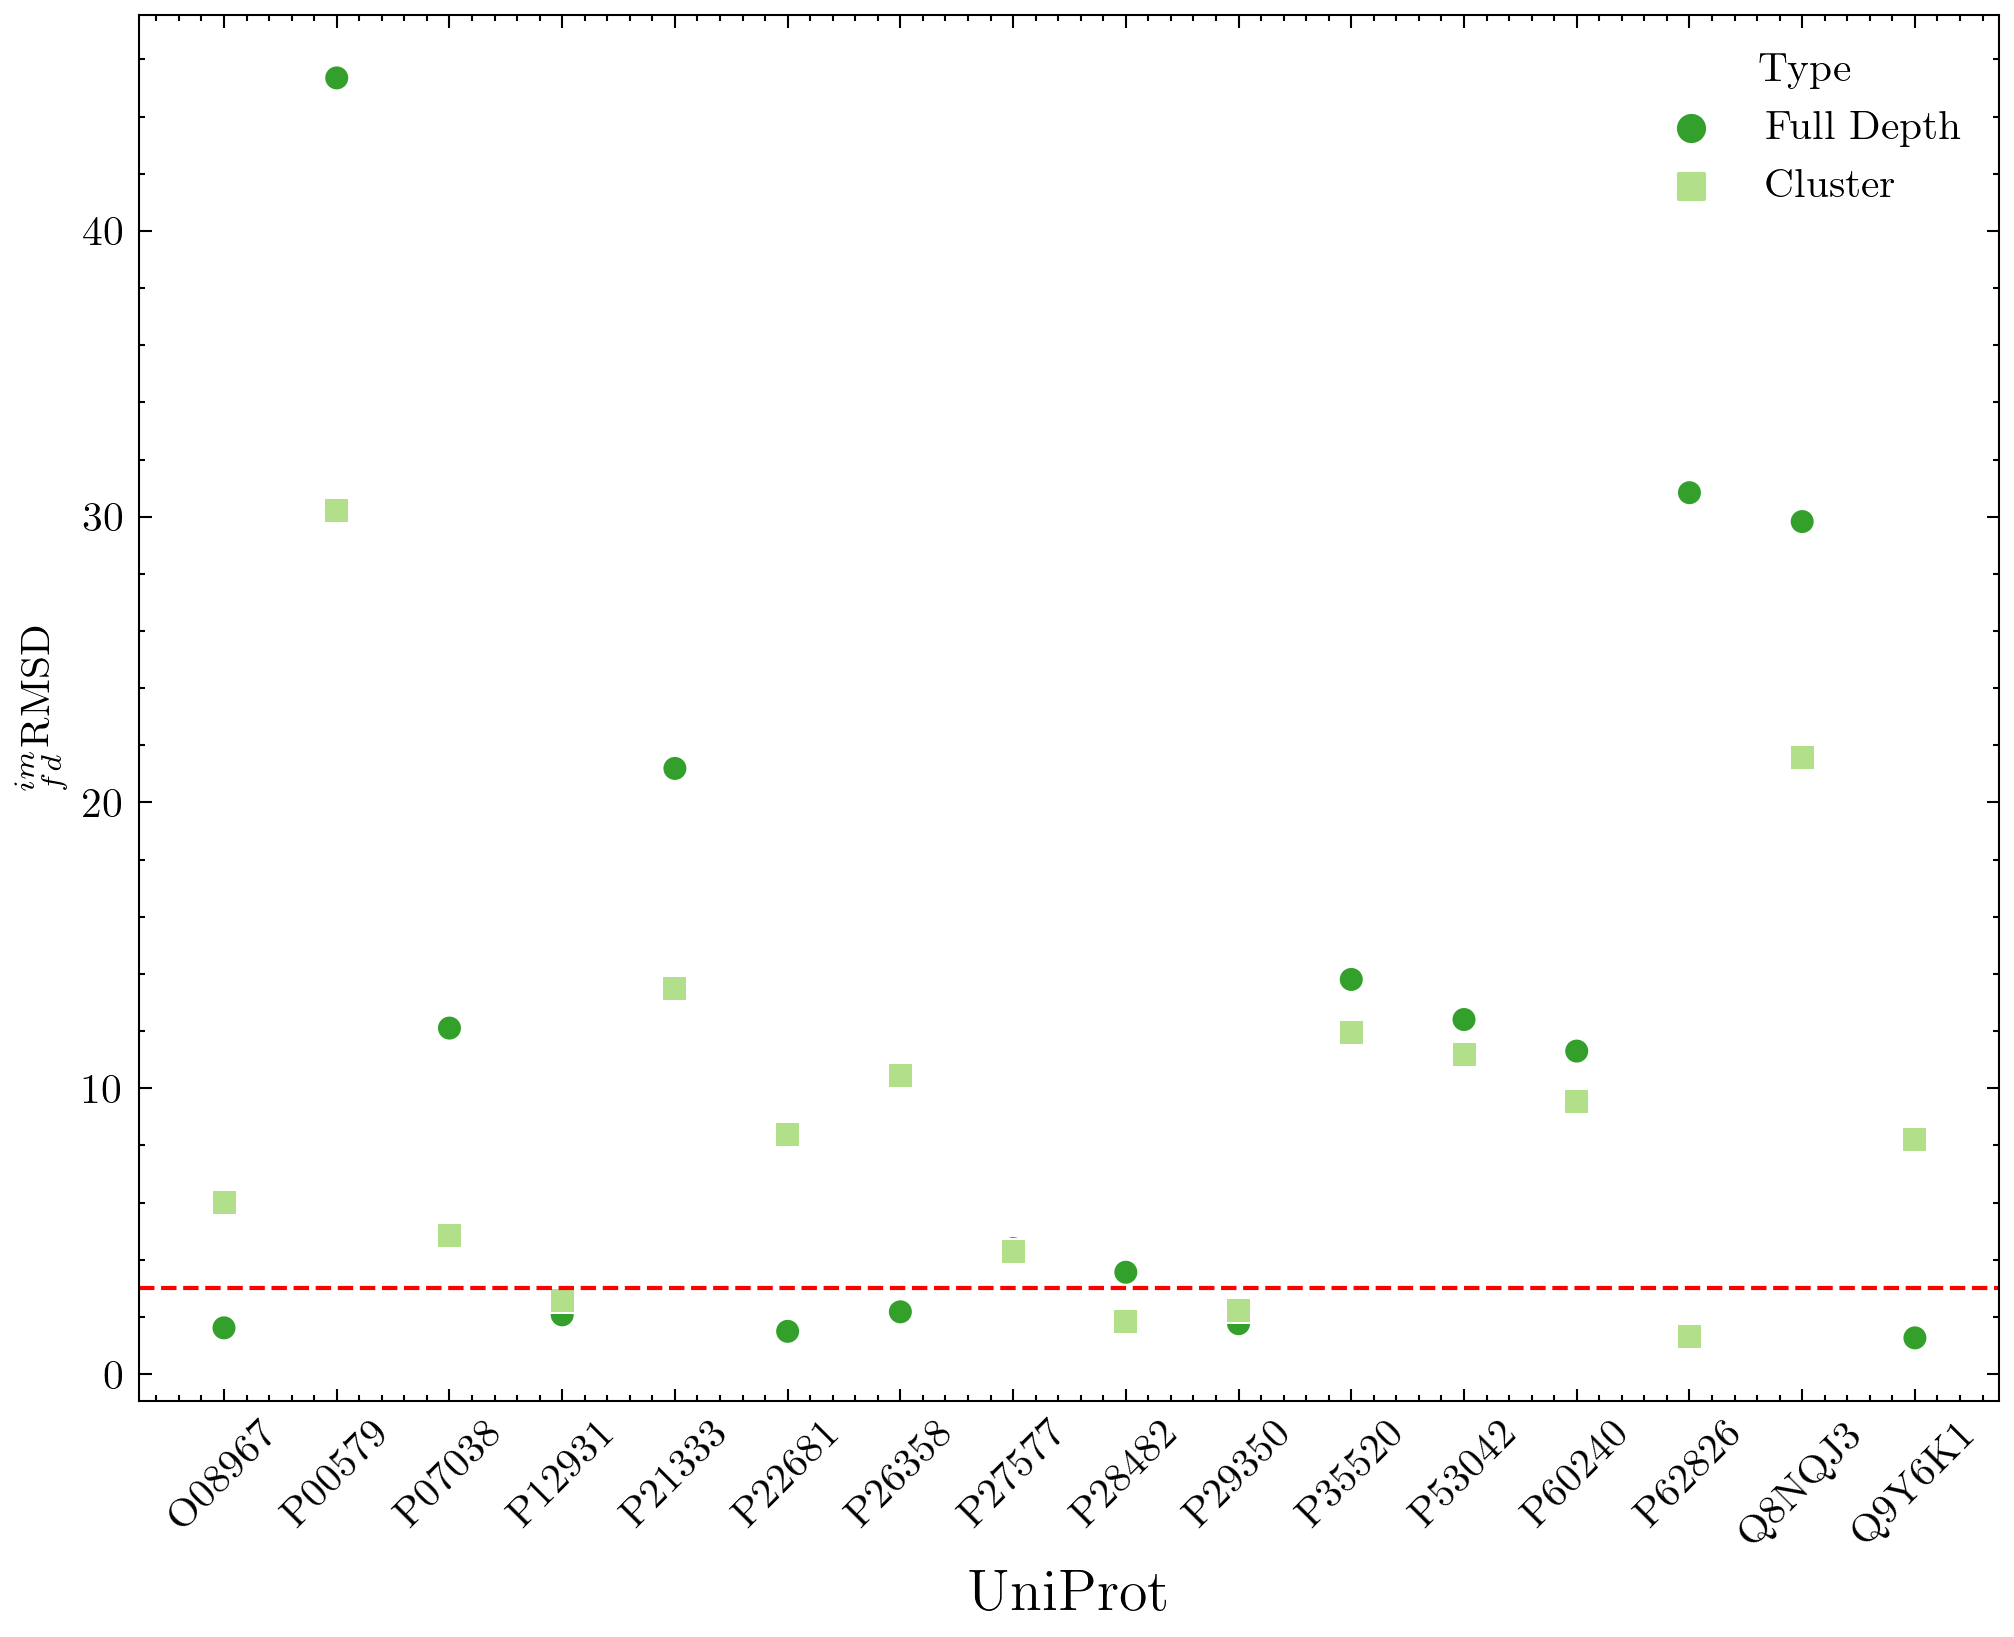 Type
Full Depth
Cluster
40
30
20
10
0
im fd RMSD
O08967
P00579
P07038
P12931
P21333
P22681
P26358
P27577
P28482
P29350
P35520
P53042
P60240
P62826
Q8NQJ3
Q9Y6K1
UniProt